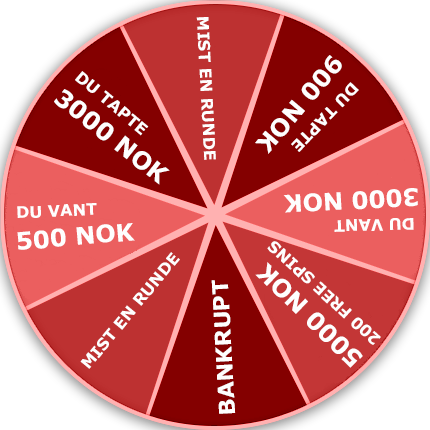 MIST EN RUNDE
DU TAPTE
900 NOK
DU VANT
3000 NOK
5000 NOK
200 FREE SPINS
BANKRUPT
MIST EN RUNDE
DU VANT
500 NOK
DU TAPTE
3000 NOK